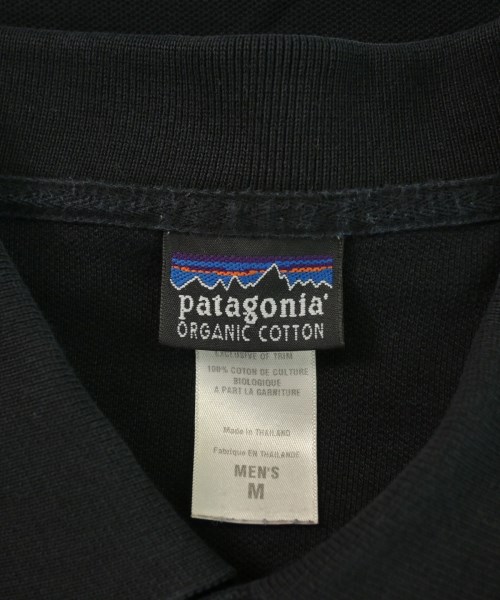 patagonia®
ORGANIC COTTON
EXCLUSIVE OF TRIM
100% COTON DE CULTURE
BIOLOGIQUE
A PART LA GARNITURE
Made in THAILAND
Fabrique EN THAILANDE
MEN'S
M